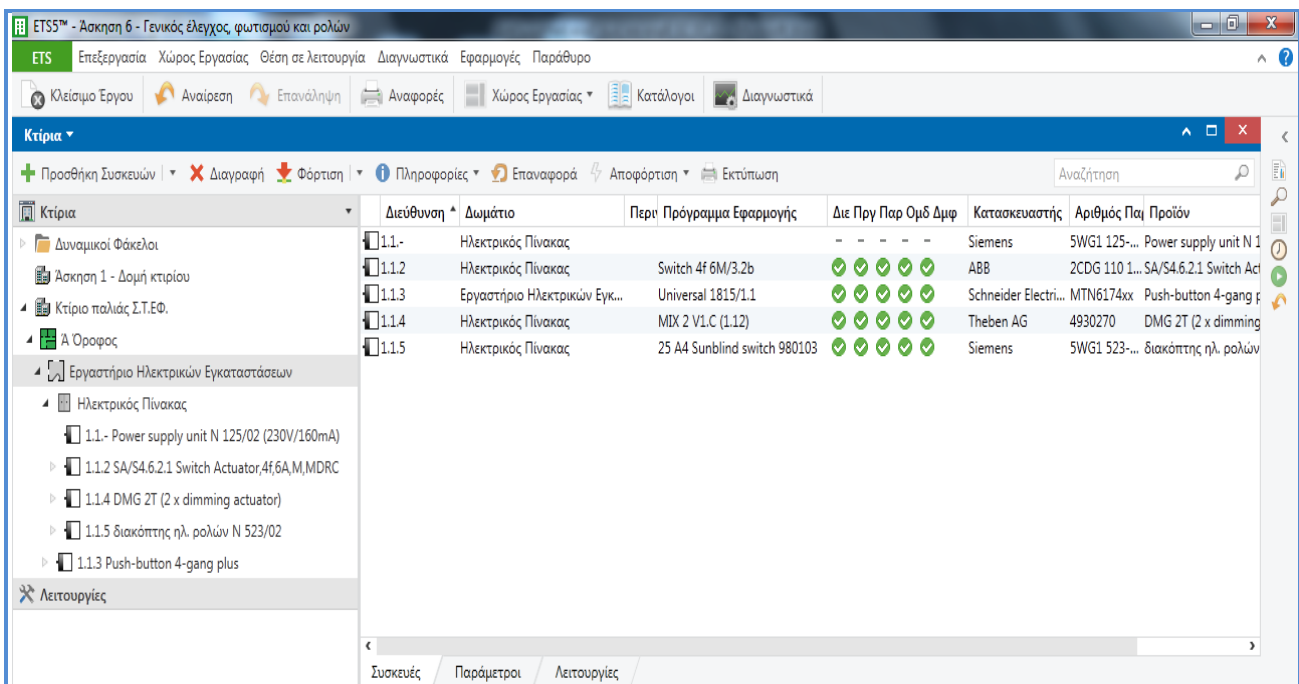 ETS5™ - Άσκηση 6 - Γενικός έλεγχος, φωτισμού και ρολών
ETS Επεξεργασία Χώρος Εργασίας Θέση σε λειτουργία Διαγνωστικά Εφαρμογές Παράθυρο
Κλείσιμο Έργου Αναίρεση Επανάληψη Αναφορές Χώρος Εργασίας Κατάλογοι Διαγνωστικά
Κτίρια
Προσθήκη Συσκευών Διαγραφή Φόρτιση Πληροφορίες Επαναφορά Αποφόρτιση Εκτύπωση Αναζήτηση
Κτίρια
Δυναμικοί Φάκελοι
Άσκηση 1 - Δομή κτιρίου
Κτίριο παλιάς Σ.Τ.ΕΦ.
Ά Όροφος
Εργαστήριο Ηλεκτρικών Εγκαταστάσεων
Ηλεκτρικός Πίνακας
1.1.- Power supply unit N 125/02 (230V/160mA)
1.1.2 SA/S4.6.2.1 Switch Actuator,4f,6A,M,MDRC
1.1.4 DMG 2T (2 x dimming actuator)
1.1.5 διακόπτης ηλ. ρολών N 523/02
1.1.3 Push-button 4-gang plus
Λειτουργίες
Διεύθυνση Δωμάτιο Περι Πρόγραμμα Εφαρμογής Διε Πργ Παρ Ομδ Δμφ Κατασκευαστής Αριθμός Πα Προϊόν
1.1.- Ηλεκτρικός Πίνακας - - - - - Siemens 5WG1 125-... Power supply unit N 1
1.1.2 Ηλεκτρικός Πίνακας Switch 4f 6M/3.2b ABB 2CDG 110 1... SA/S4.6.2.1 Switch Act
1.1.3 Εργαστήριο Ηλεκτρικών Εγκ... Universal 1815/1.1 Schneider Electri... MTN6174xx Push-button 4-gang p
1.1.4 Ηλεκτρικός Πίνακας MIX 2 V1.C (1.12) Theben AG 4930270 DMG 2T (2 x dimming
1.1.5 Ηλεκτρικός Πίνακας 25 A4 Sunblind switch 980103 Siemens 5WG1 523-... διακόπτης ηλ. ρολών
Συσκευές Παράμετροι Λειτουργίες